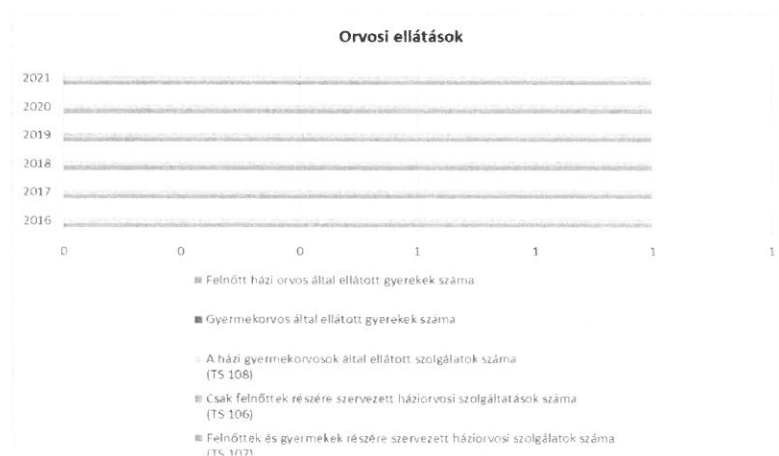 Orvosi ellátások
2021
2020
2019
2018
2017
2016
0 0 0 1 1 1 1
Felnőtt házi orvos által ellátott gyerekek száma
Gyermekorvos által ellátott gyerekek száma
A házi gyermekorvosok által ellátott szolgálatok száma
(TS 108)
Csak felnőttek részére szervezett háziorvosi szolgáltatások száma
(TS 106)
Felnőttek és gyermekek részére szervezett háziorvosi szolgálatok száma
(TS 107)